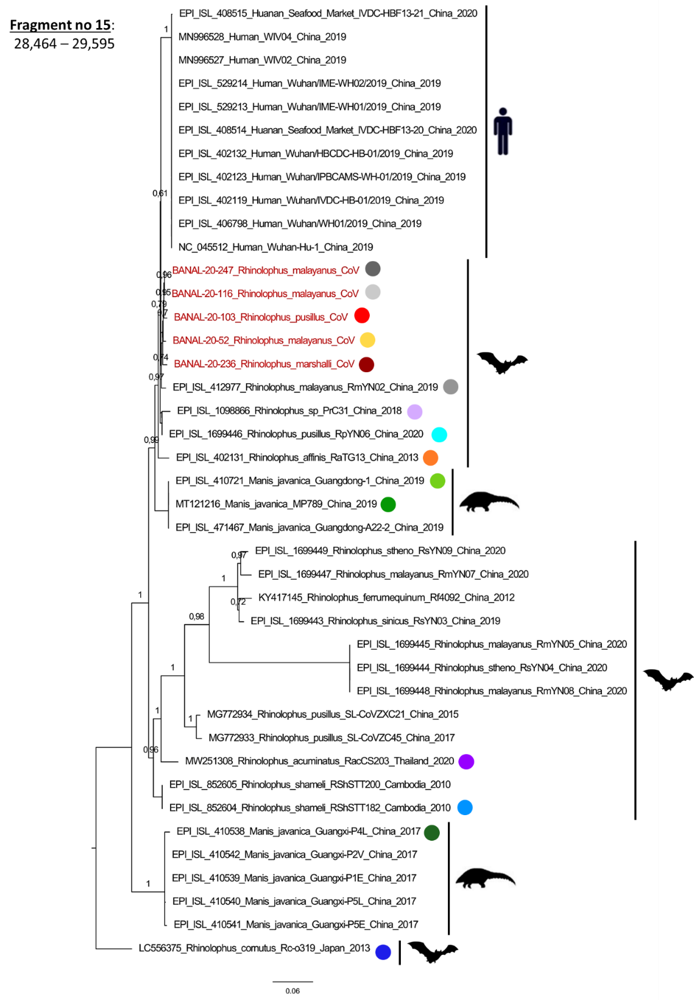 Fragment no 15:
28,464 – 29,595
EPI_ISL_408515_Huanan_Seafood_Market_IVDC-HBF13-21_China_2020
1
MN996528_Human_WIV04_China_2019
MN996527_Human_WIV02_China_2019
EPI_ISL_529214_Human_Wuhan/IME-WH02/2019_China_2019
EPI_ISL_529213_Human_Wuhan/IME-WH01/2019_China_2019
EPI_ISL_408514_Huanan_Seafood_Market_IVDC-HBF13-20_China_2020
EPI_ISL_402132_Human_Wuhan/HBCDC-HB-01/2019_China_2019
EPI_ISL_402123_Human_Wuhan/IPBCAMS-WH-01/2019_China_2019
0,61
EPI_ISL_402119_Human_Wuhan/IVDC-HB-01/2019_China_2019
EPI_ISL_406798_Human_Wuhan/WH01/2019_China_2019
NC_045512_Human_Wuhan-Hu-1_China_2019
0,96
BANAL-20-247_Rhinolophus_malayanus_CoV
0,95
BANAL-20-116_Rhinolophus_malayanus_CoV
0,79
0,7
BANAL-20-103_Rhinolophus_pusillus_CoV
BANAL-20-52_Rhinolophus_malayanus_CoV
BANAL-20-236_Rhinolophus_marshalli_CoV
0,97
EPI_ISL_412977_Rhinolophus_malayanus_RmYN02_China_2019
EPI_ISL_1098866_Rhinolophus_sp_PrC31_China_2018
EPI_ISL_1699446_Rhinolophus_pusillus_RpYN06_China_2020
0,99
EPI_ISL_402131_Rhinolophus_affinis_RaTG13_China_2013
EPI_ISL_410721_Manis_javanica_Guangdong-1_China_2019
MT121216_Manis_javanica_MP789_China_2019
EPI_ISL_471467_Manis_javanica_Guangdong-A22-2_China_2019
0,97
EPI_ISL_1699449_Rhinolophus_stheno_RsYN09_China_2020
1
EPI_ISL_1699447_Rhinolophus_malayanus_RmYN07_China_2020
1
KY417145_Rhinolophus_ferrumequinum_Rf4092_China_2012
0,72
0,98
EPI_ISL_1699443_Rhinolophus_sinicus_RsYN03_China_2019
EPI_ISL_1699445_Rhinolophus_malayanus_RmYN05_China_2020
1
EPI_ISL_1699444_Rhinolophus_stheno_RsYN04_China_2020
EPI_ISL_1699448_Rhinolophus_malayanus_RmYN08_China_2020
1
1
MG772934_Rhinolophus_pusillus_SL-CoVZXC21_China_2015
MG772933_Rhinolophus_pusillus_SL-CoVZC45_China_2017
0,96
MW251308_Rhinolophus_acuminatus_RacCS203_Thailand_2020
EPI_ISL_852605_Rhinolophus_shameli_RShSTT200_Cambodia_2010
EPI_ISL_852604_Rhinolophus_shameli_RShSTT182_Cambodia_2010
EPI_ISL_410538_Manis_javanica_Guangxi-P4L_China_2017
EPI_ISL_410542_Manis_javanica_Guangxi-P2V_China_2017
1
EPI_ISL_410539_Manis_javanica_Guangxi-P1E_China_2017
EPI_ISL_410540_Manis_javanica_Guangxi-P5L_China_2017
EPI_ISL_410541_Manis_javanica_Guangxi-P5E_China_2017
LC556375_Rhinolophus_cornutus_Rc-o319_Japan_2013
0.06